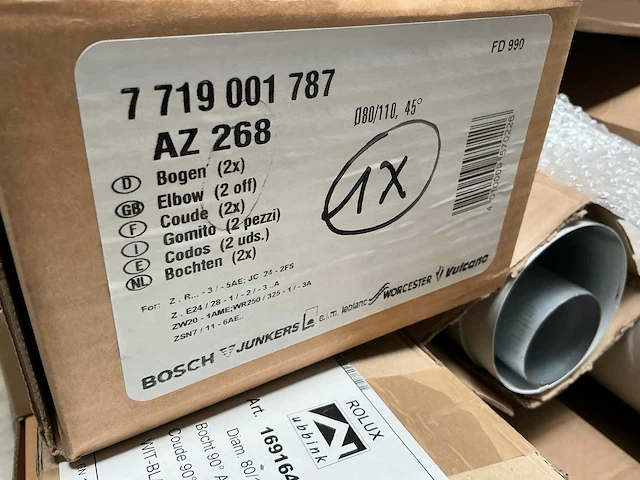 FD 990
7 719 001 787
AZ 268
Ø80/110, 45°
1X
D Bogen (2x)
GB Elbow (2 off)
F Coude (2x)
I Gomito (2 pezzi)
E Codos (2 uds.)
NL Bochten (2x)
For: Z . R... - 3 / - 5AE; JC 24 - 2FS
Z . E24 / 28 - 1 / - 2 / - 3 .. A
ZW20 - 1AME;WR250 / 325 - 1 / - 3A
ZSN7 / 11 - 6AE..
BOSCH JUNKERS e.l.m. leblanc WORCESTER Vulcano
ROLUX
ubbink
Art. 169164
Diam. 80/
Bocht 90°
Coude 90°
WIT-BLA